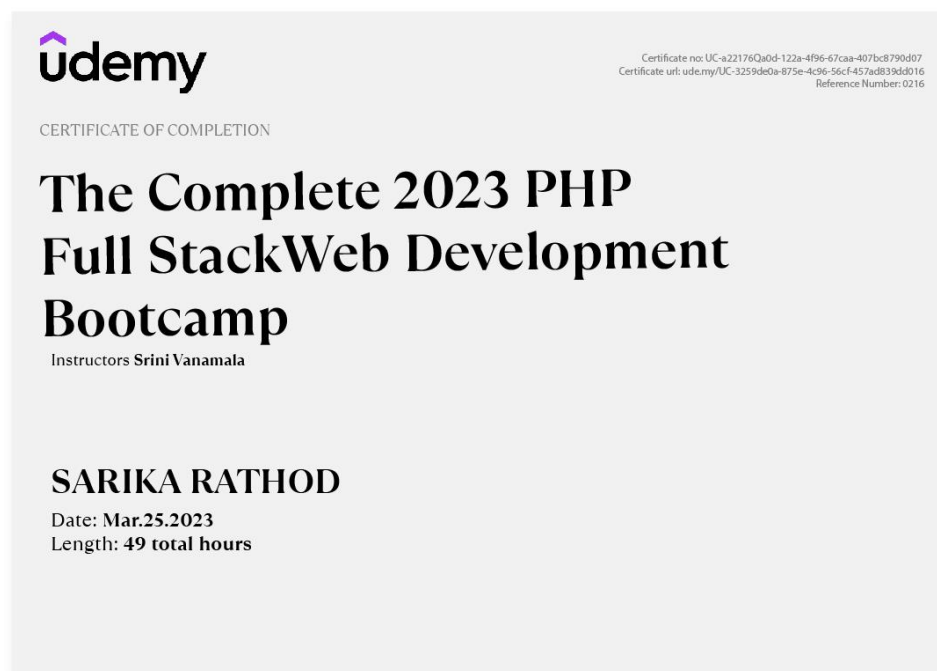 udemy
Certificate no: UC-a22176Qa0d-122a-4f96-67caa-407bc8790d07
Certificate url: ude.my/UC-3259de0a-875e-4c96-56cf-457ad839dd016
Reference Number: 0216
CERTIFICATE OF COMPLETION
The Complete 2023 PHP
Full StackWeb Development
Bootcamp
Instructors Srini Vanamala
SARIKA RATHOD
Date: Mar.25.2023
Length: 49 total hours